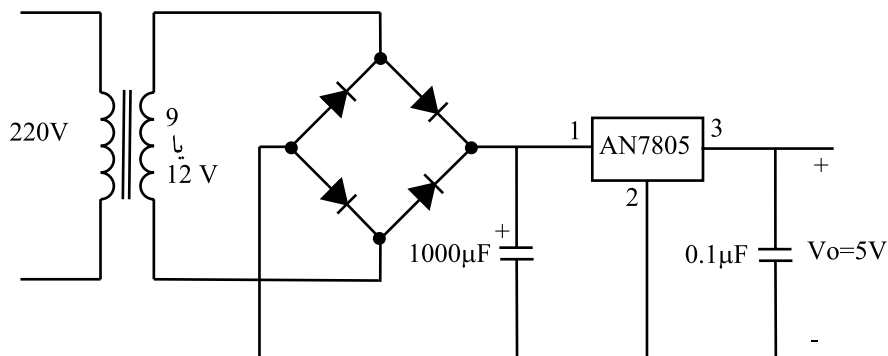 220V
9
یا
12 V
+
1000µF
1
AN7805
3
2
0.1µF
+
Vo=5V
-